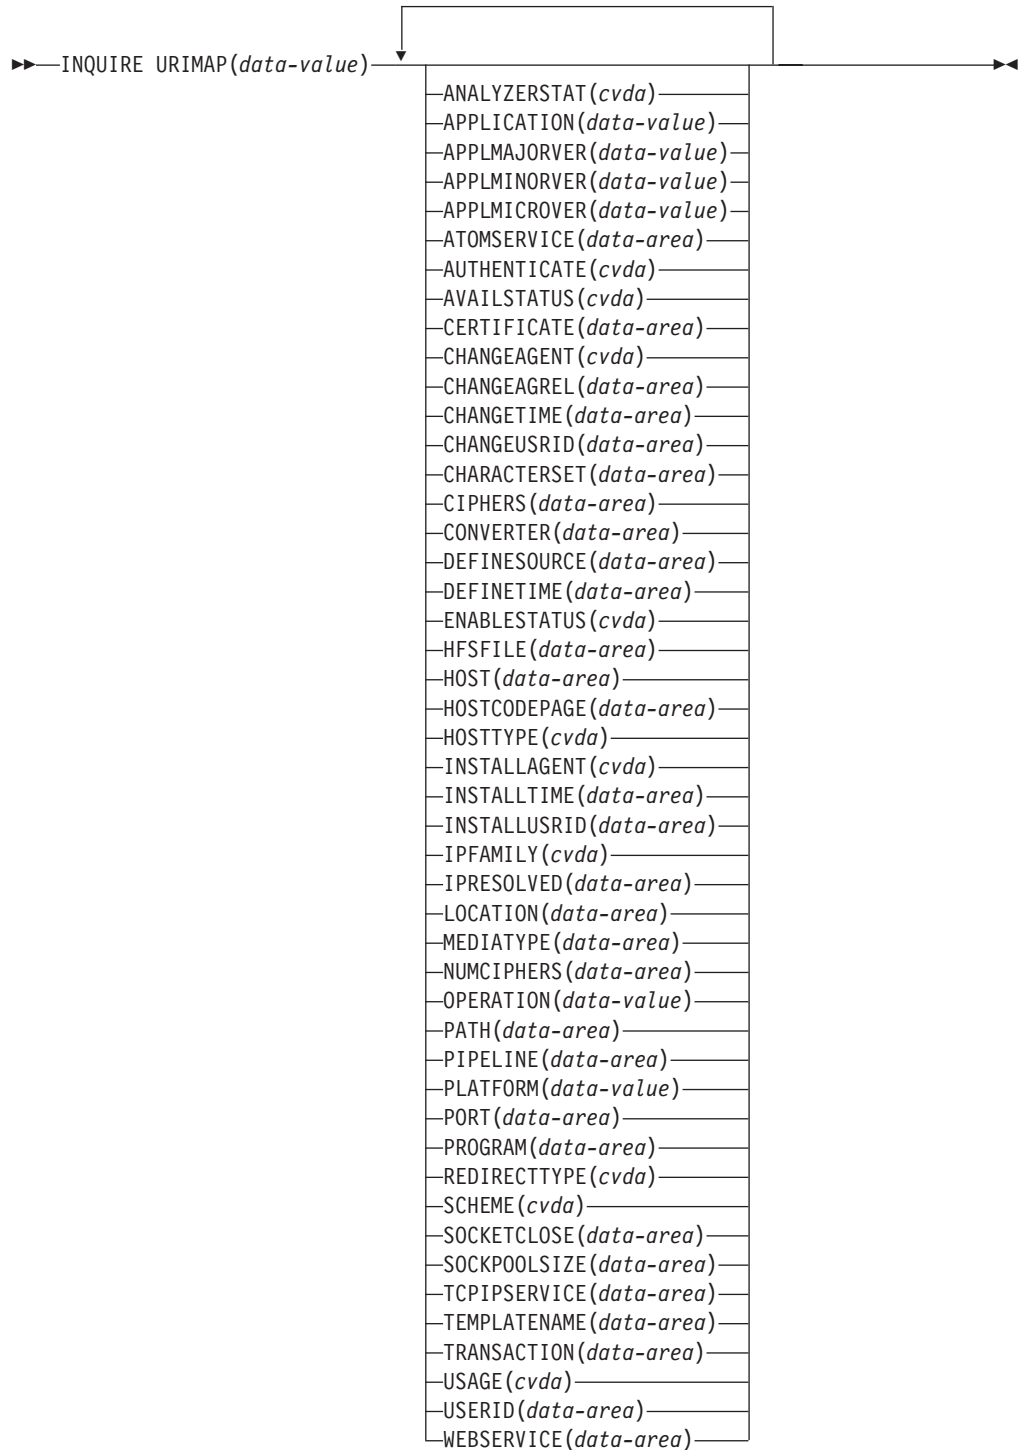 INQUIRE URIMAP(data-value)
ANALYZERSTAT(cvda)
APPLICATION(data-value)
APPLMAJORVER(data-value)
APPLMINORVER(data-value)
APPLMICROVER(data-value)
ATOMSERVICE(data-area)
AUTHENTICATE(cvda)
AVAILSTATUS(cvda)
CERTIFICATE(data-area)
CHANGEAGENT(cvda)
CHANGEAGREL(data-area)
CHANGETIME(data-area)
CHANGEUSRID(data-area)
CHARACTERSET(data-area)
CIPHERS(data-area)
CONVERTER(data-area)
DEFINESOURCE(data-area)
DEFINETIME(data-area)
ENABLESTATUS(cvda)
HFSFILE(data-area)
HOST(data-area)
HOSTCODEPAGE(data-area)
HOSTTYPE(cvda)
INSTALLAGENT(cvda)
INSTALLTIME(data-area)
INSTALLUSRID(data-area)
IPFAMILY(cvda)
IPRESOLVED(data-area)
LOCATION(data-area)
MEDIATYPE(data-area)
NUMCIPHERS(data-area)
OPERATION(data-value)
PATH(data-area)
PIPELINE(data-area)
PLATFORM(data-value)
PORT(data-area)
PROGRAM(data-area)
REDIRECTTYPE(cvda)
SCHEME(cvda)
SOCKETCLOSE(data-area)
SOCKPOOLSIZE(data-area)
TCPIPSERVICE(data-area)
TEMPLATENAME(data-area)
TRANSACTION(data-area)
USAGE(cvda)
USERID(data-area)
WEBSERVICE(data-area)